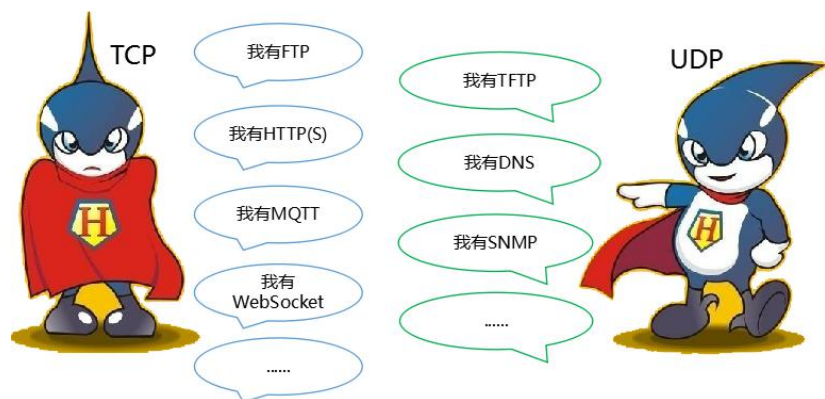 TCP
我有FTP
我有HTTP(S)
我有MQTT
我有
WebSocket
......
H
UDP
我有TFTP
我有DNS
我有SNMP
......
H